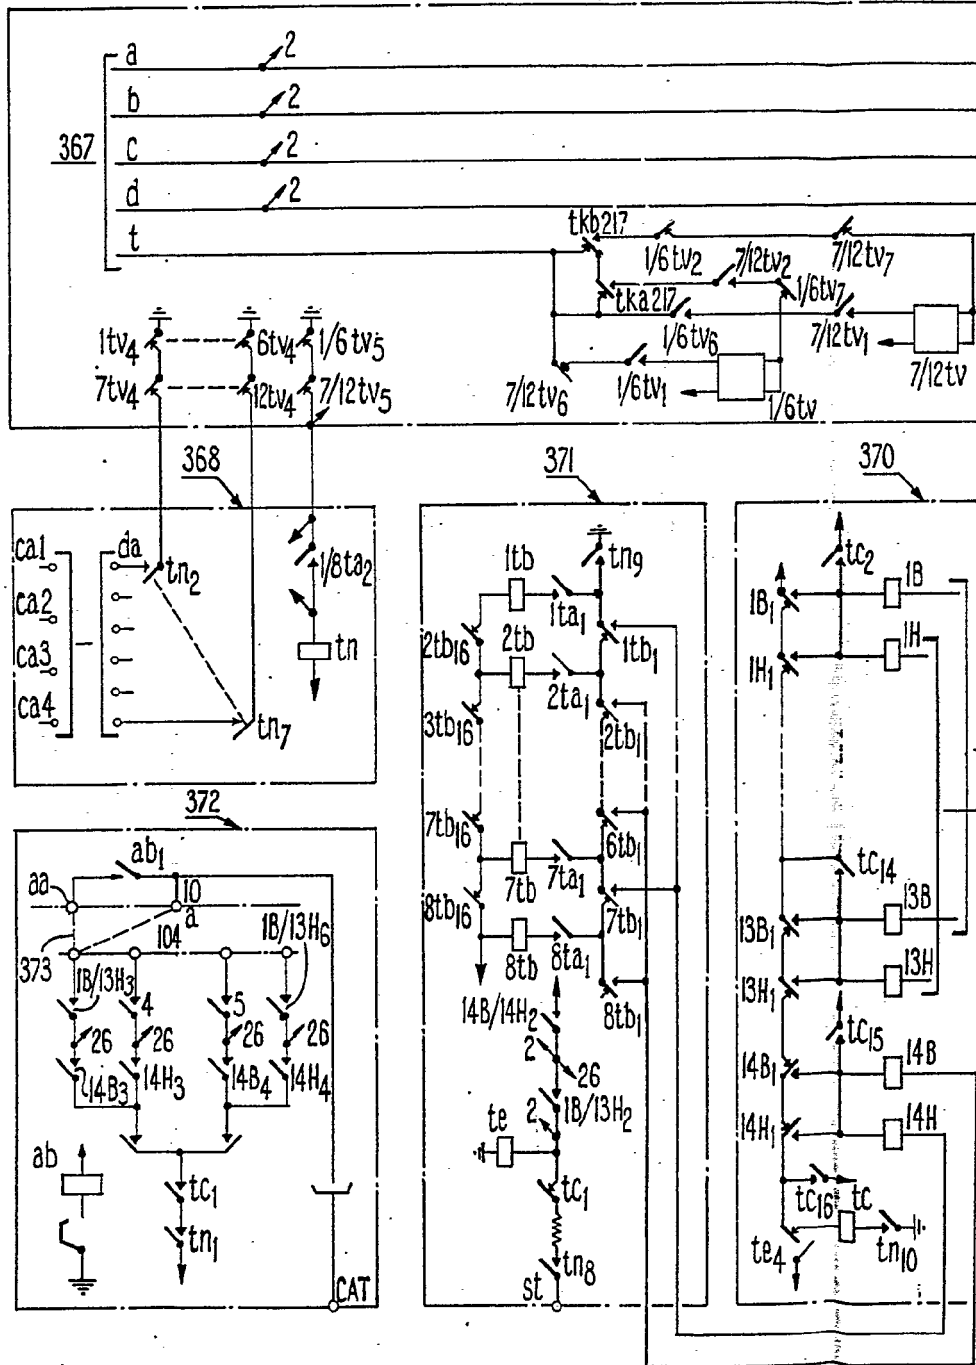 a
2
b
2
367
c
2
d
2
t
tkb217
1/6tv2
7/12tv2
7/12tv7
1/6tv7
tka217
1/6tv6
7/12tv1
7/12tv
1tv4
6tv4
1/6tv5
7tv4
12tv4
7/12tv5
7/12tv6
1/6tv1
1/6tv
368
371
370
ca1
da
tn2
ca2
ca3
ca4
1/8ta2
tn
tn7
tn9
1tb
1ta1
2tb16
2tb
1tb1
2ta1
3tb16
2tb1
7tb16
6tb1
7tb
7ta1
8tb16
7tb1
8tb
8ta1
8tb1
14B/14H2
2
26
1B/13H2
te
2
tc1
tn8
st
tc2
1B
1B1
1H
1H1
tc14
13B
13B1
13H
13H1
tc15
14B
14B1
14H
14H1
tc16
tc
te4
tn10
372
ab1
aa
10
a
104
1B/13H6
373
1B/13H3
4
5
26
26
26
26
14B3
14H3
14B4
14H4
ab
tc1
tn1
CAT